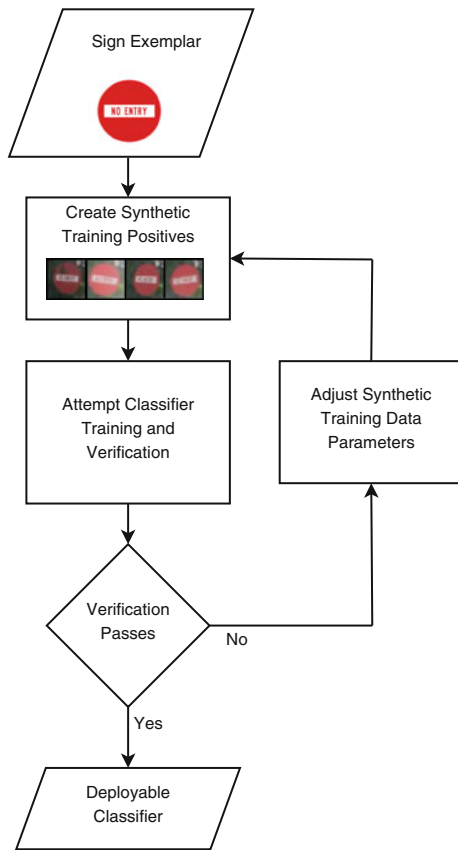 Sign Exemplar
NO ENTRY
Create Synthetic
Training Positives
Attempt Classifier
Training and
Verification
Adjust Synthetic
Training Data
Parameters
Verification
Passes
No
Yes
Deployable
Classifier